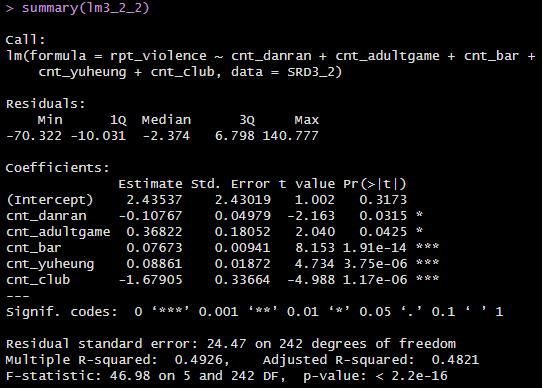 > summary(lm3_2_2)
Call:
lm(formula = rpt_violence ~ cnt_danran + cnt_adultgame + cnt_bar +
    cnt_yuheung + cnt_club, data = SRD3_2)
Residuals:
    Min      1Q  Median      3Q     Max
-70.322 -10.031  -2.374   6.798 140.777
Coefficients:
              Estimate Std. Error t value Pr(>|t|)
(Intercept)    2.43537    2.43019   1.002   0.3173
cnt_danran    -0.10767    0.04979  -2.163   0.0315 *
cnt_adultgame  0.36822    0.18052   2.040   0.0425 *
cnt_bar        0.07673    0.00941   8.153 1.91e-14 ***
cnt_yuheung    0.08861    0.01872   4.734 3.75e-06 ***
cnt_club      -1.67905    0.33664  -4.988 1.17e-06 ***
---
Signif. codes:  0 ‘***’ 0.001 ‘**’ 0.01 ‘*’ 0.05 ‘.’ 0.1 ‘ ’ 1
Residual standard error: 24.47 on 242 degrees of freedom
Multiple R-squared:  0.4926,    Adjusted R-squared:  0.4821
F-statistic: 46.98 on 5 and 242 DF,  p-value: < 2.2e-16